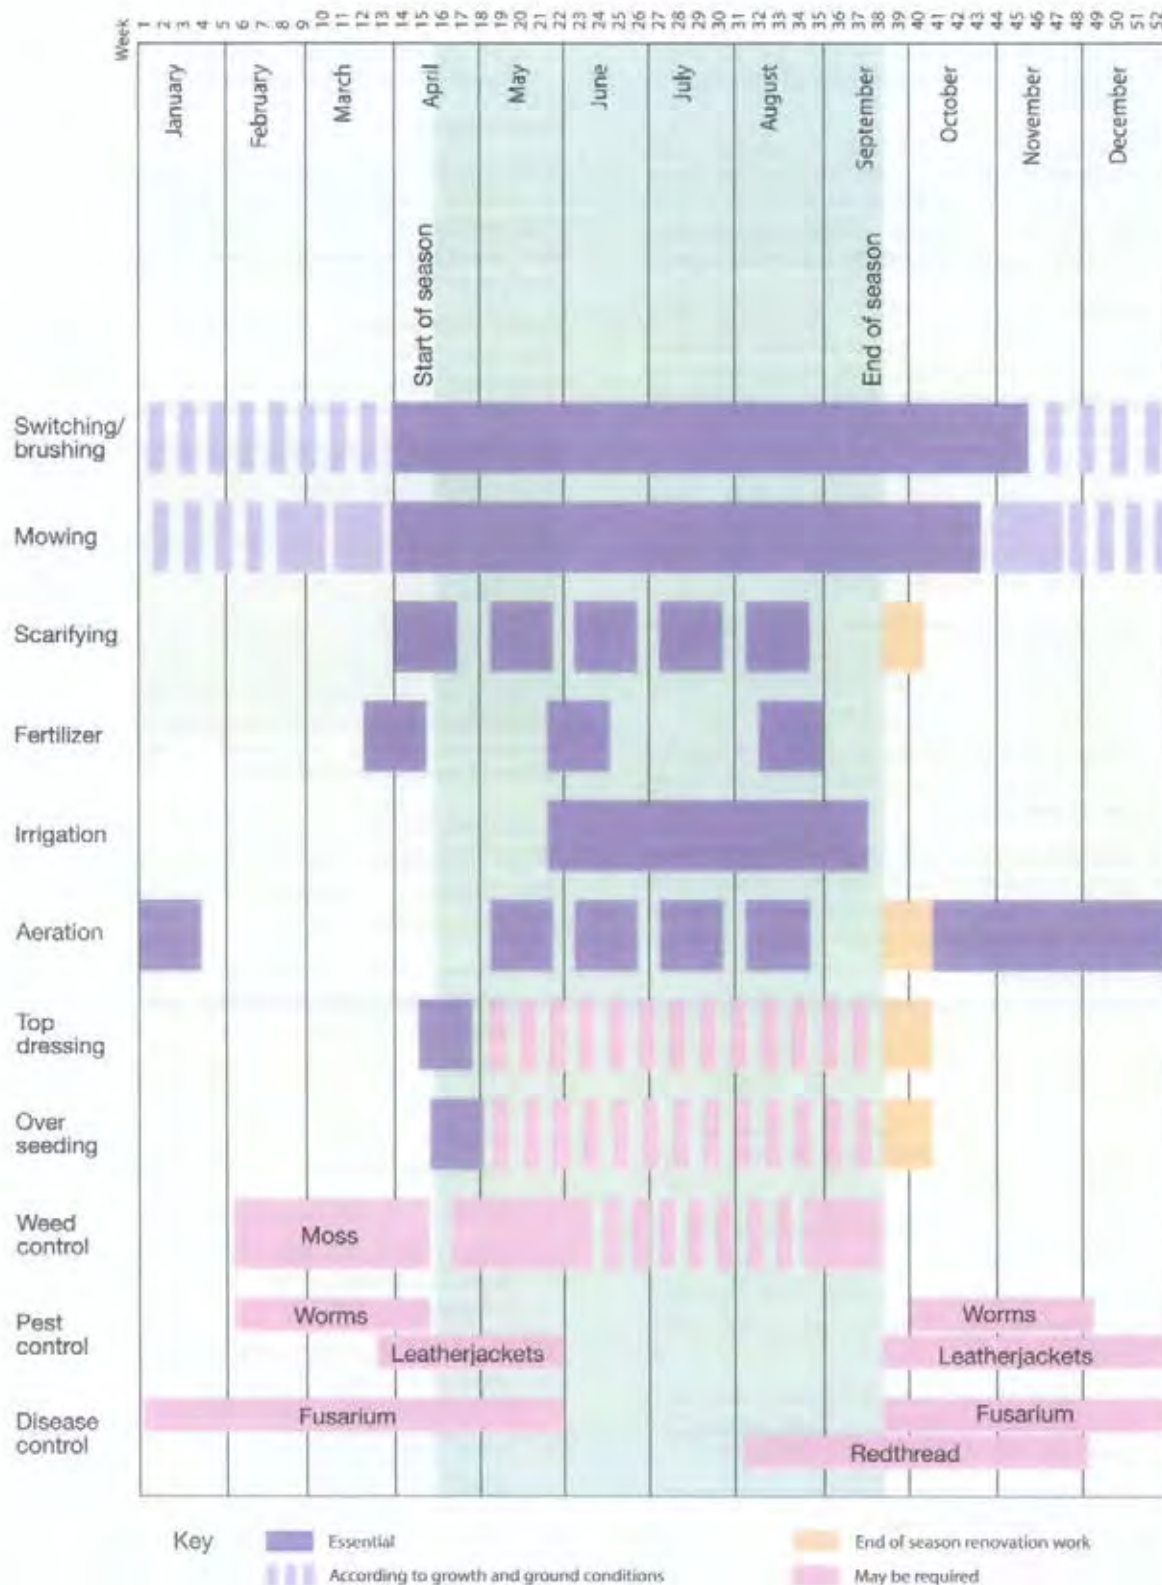 Week 1 2 3 4 5 6 7 8 9 10 11 12 13 14 15 16 17 18 19 20 21 22 23 24 25 26 27 28 29 30 31 32 33 34 35 36 37 38 39 40 41 42 43 44 45 46 47 48 49 50 51 52
January February March April May June July August September October November December
Start of season
End of season
Switching/
brushing
Mowing
Scarifying
Fertilizer
Irrigation
Aeration
Top
dressing
Over
seeding
Weed
control
Moss
Pest
control
Worms
Worms
Leatherjackets
Leatherjackets
Disease
control
Fusarium
Fusarium
Redthread
Key
Essential
End of season renovation work
According to growth and ground conditions
May be required